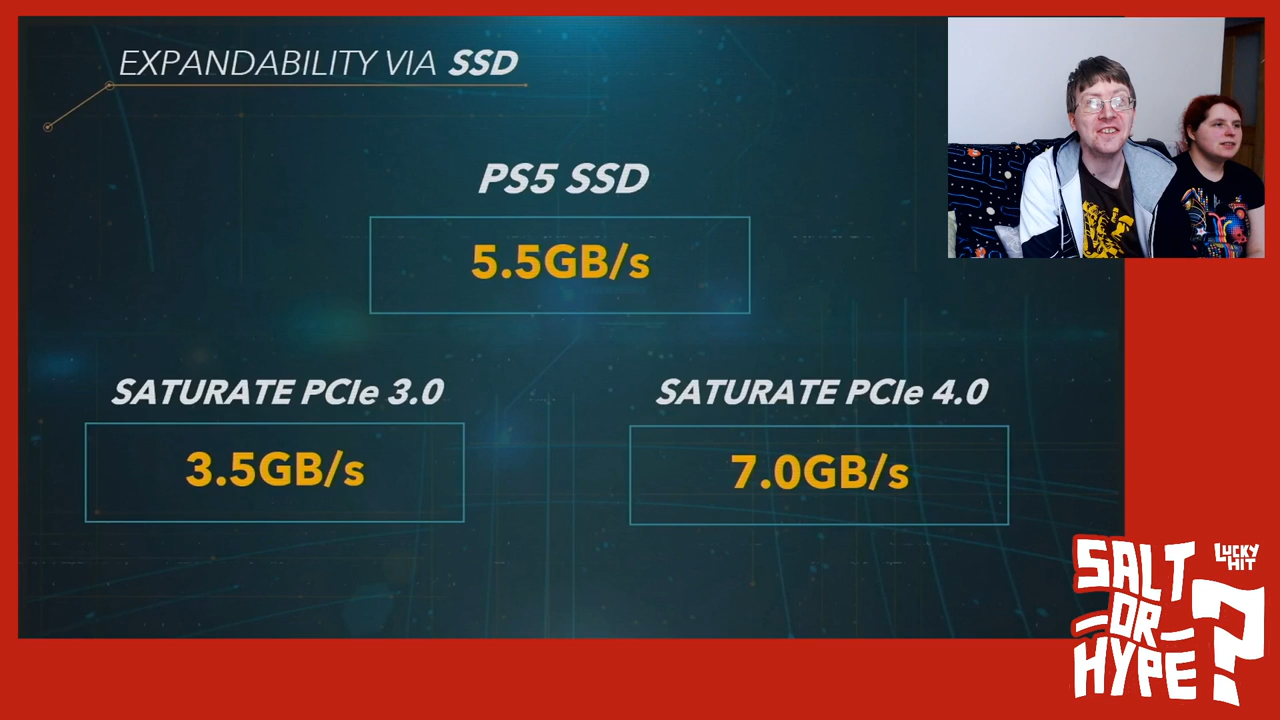 EXPANDABILITY VIA SSD
PS5 SSD
5.5GB/s
SATURATE PCIe 3.0
3.5GB/s
SATURATE PCIe 4.0
7.0GB/s
SALT
OR
HYPE
?
LUCKY
HIT